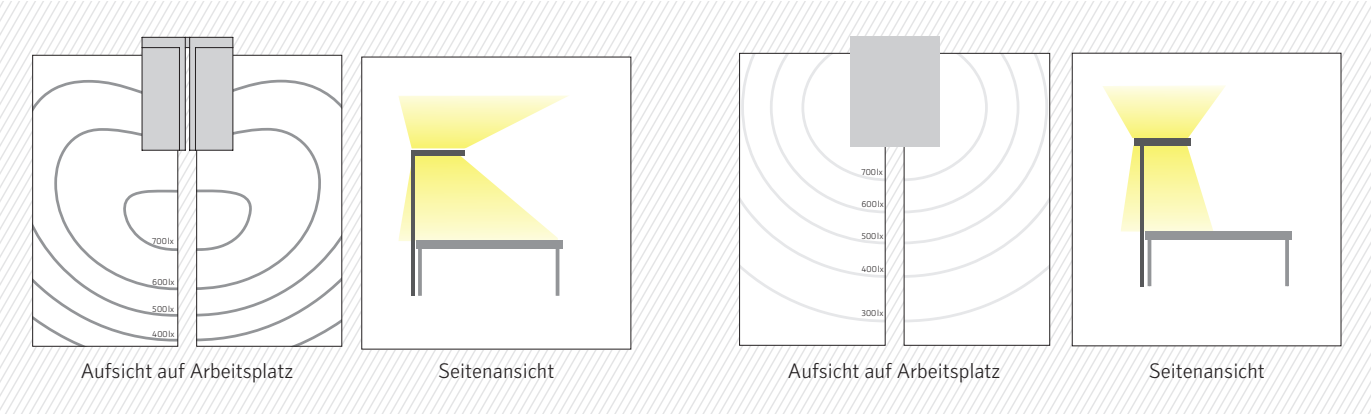 700lx
600lx
500lx
400lx
Aufsicht auf Arbeitsplatz
Seitenansicht
700lx
600lx
500lx
400lx
300lx
Aufsicht auf Arbeitsplatz
Seitenansicht